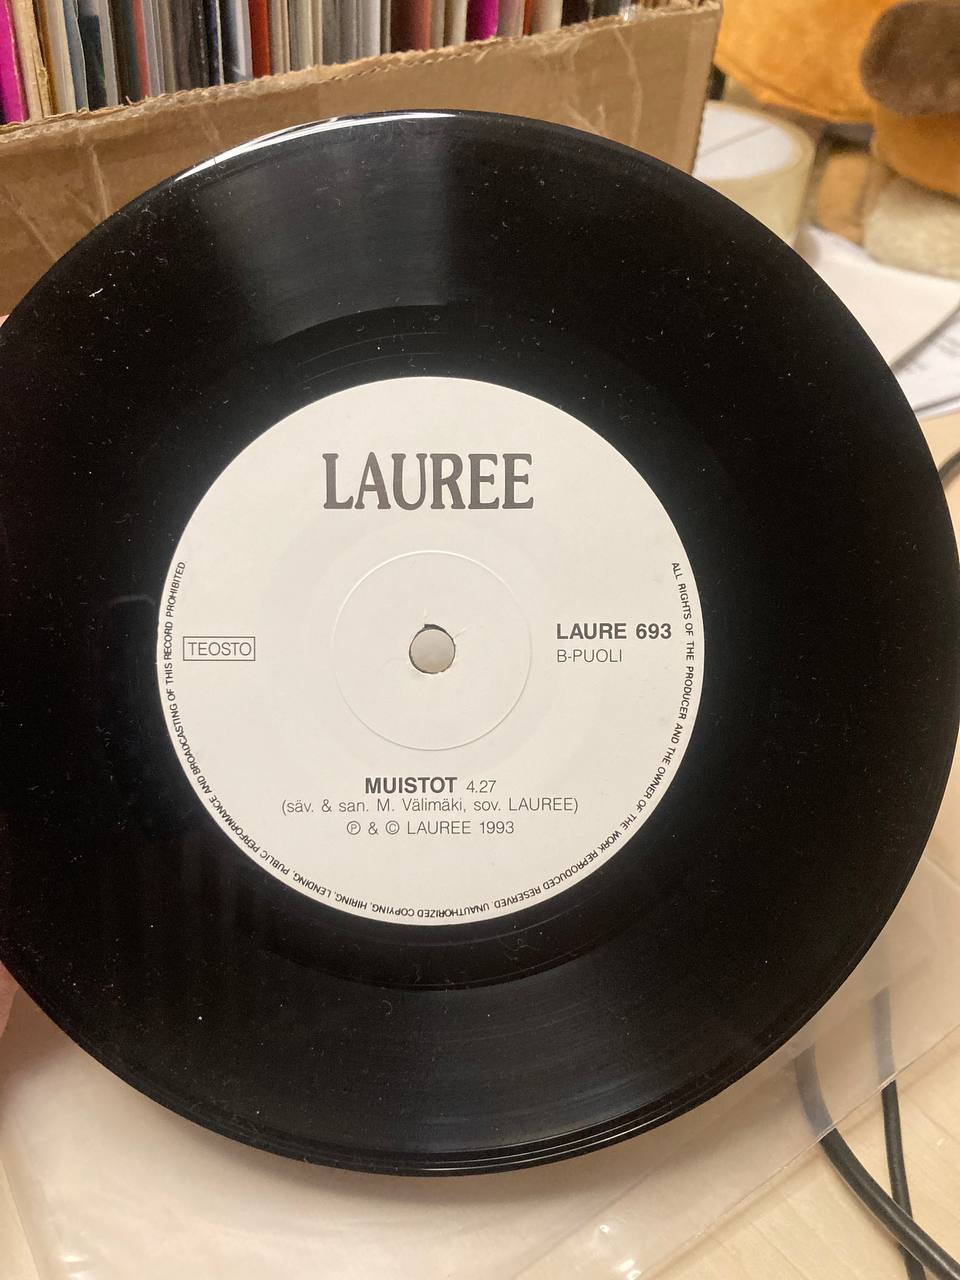 LAUREE
TEOSTO
LAURE 693
B-PUOLI
MUISTOT 4.27
(säv. & san. M. Välimäki, sov. LAUREE)
℗ & © LAUREE 1993
ALL RIGHTS OF THE PRODUCER AND THE OWNER OF THE WORK REPRODUCED RESERVED. UNAUTHORIZED COPYING, HIRING, LENDING, PUBLIC PERFORMANCE AND BROADCASTING OF THIS RECORD PROHIBITED.